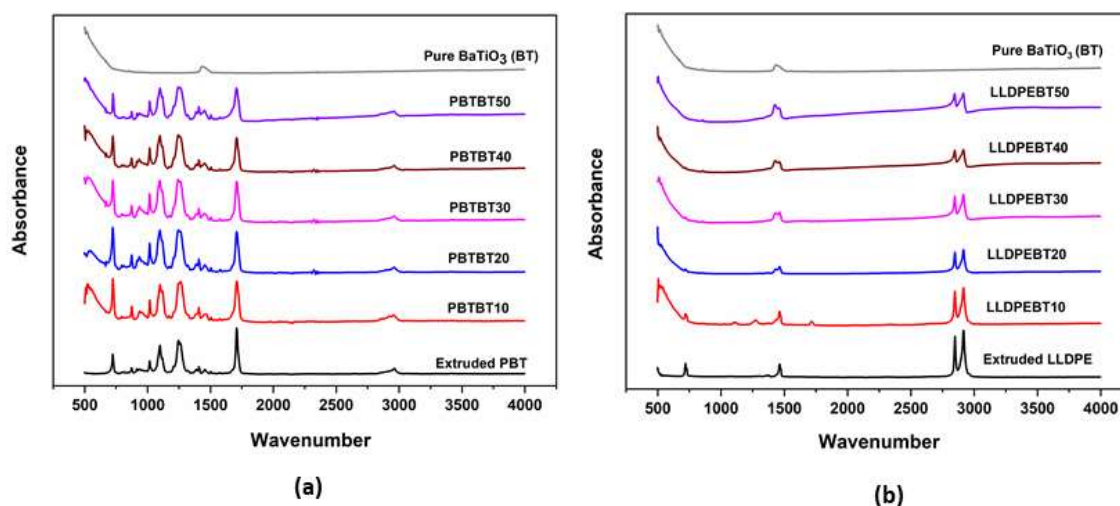 Pure BaTiO3 (BT)
PBTBT50
PBTBT40
PBTBT30
PBTBT20
PBTBT10
Extruded PBT
Absorbance
500 1000 1500 2000 2500 3000 3500 4000
Wavenumber
(a)
Pure BaTiO3 (BT)
LLDPEBT50
LLDPEBT40
LLDPEBT30
LLDPEBT20
LLDPEBT10
Extruded LLDPE
Absorbance
500 1000 1500 2000 2500 3000 3500 4000
Wavenumber
(b)